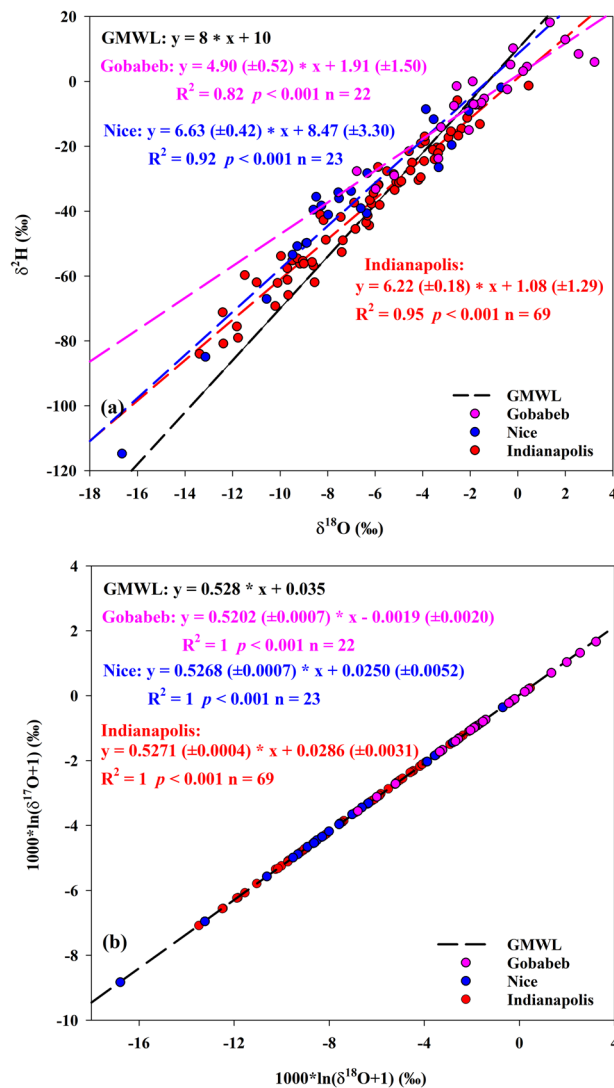 20
0
-20
-40
-60
-80
-100
-120
δ²H (‰)
GMWL: y = 8 * x + 10
Gobabeb: y = 4.90 (±0.52) * x + 1.91 (±1.50)
R² = 0.82 p < 0.001 n = 22
Nice: y = 6.63 (±0.42) * x + 8.47 (±3.30)
R² = 0.92 p < 0.001 n = 23
Indianapolis:
y = 6.22 (±0.18) * x + 1.08 (±1.29)
R² = 0.95 p < 0.001 n = 69
(a)
GMWL
Gobabeb
Nice
Indianapolis
-18 -16 -14 -12 -10 -8 -6 -4 -2 0 2 4
δ¹⁸O (‰)
4
2
0
-2
-4
-6
-8
-10
1000*ln(δ¹⁷O+1) (‰)
GMWL: y = 0.528 * x + 0.035
Gobabeb: y = 0.5202 (±0.0007) * x - 0.0019 (±0.0020)
R² = 1 p < 0.001 n = 22
Nice: y = 0.5268 (±0.0007) * x + 0.0250 (±0.0052)
R² = 1 p < 0.001 n = 23
Indianapolis:
y = 0.5271 (±0.0004) * x + 0.0286 (±0.0031)
R² = 1 p < 0.001 n = 69
(b)
GMWL
Gobabeb
Nice
Indianapolis
-16 -12 -8 -4 0 4
1000*ln(δ¹⁸O+1) (‰)